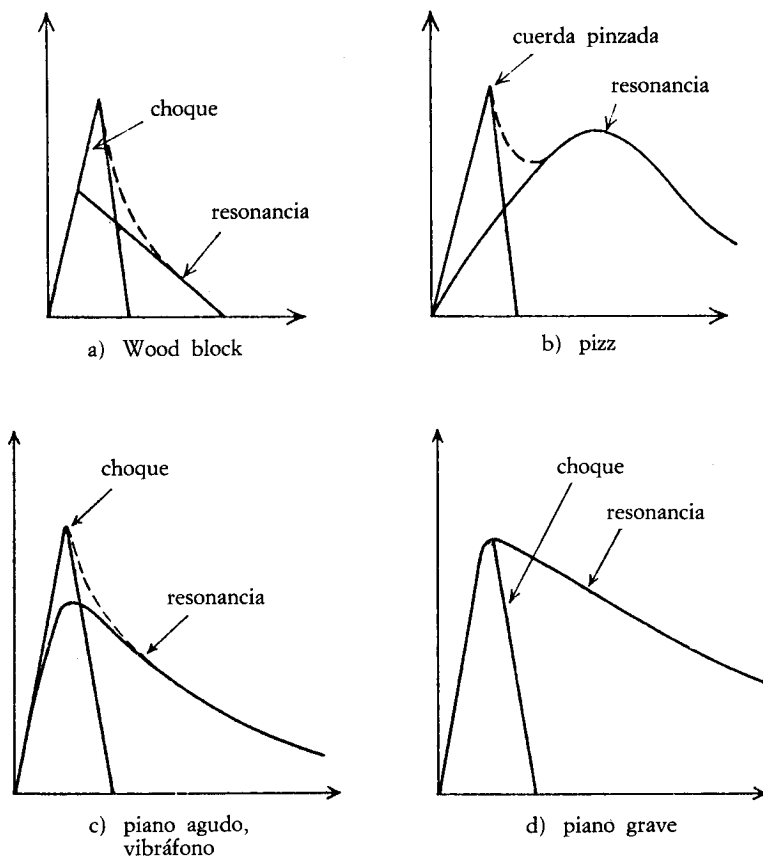 choque
resonancia
a) Wood block
cuerda pinzada
resonancia
b) pizz
choque
resonancia
c) piano agudo,
vibráfono
choque
resonancia
d) piano grave